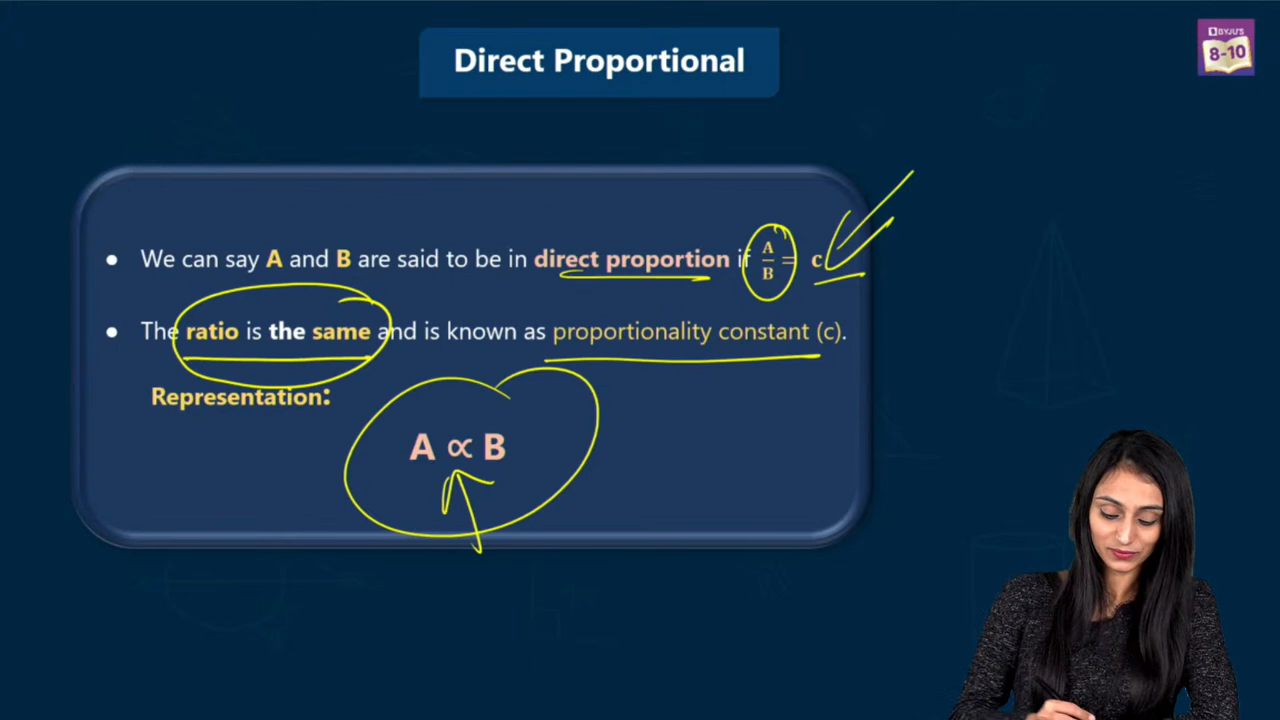 Direct Proportional
BYJU'S
8-10
• We can say A and B are said to be in direct proportion if A/B = c
• The ratio is the same and is known as proportionality constant (c).
Representation:
A ∝ B